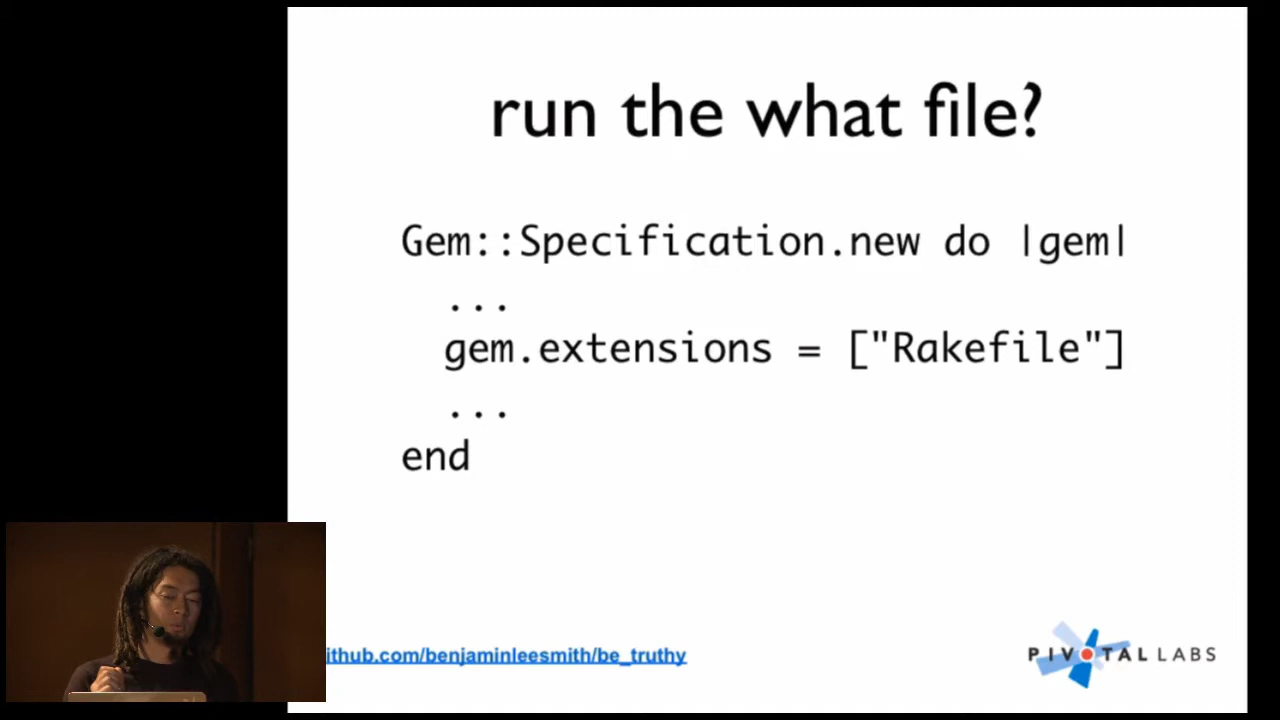 run the what file?
Gem::Specification.new do |gem|
...
gem.extensions = ["Rakefile"]
...
end
ithub.com/benjaminleesmith/be_truthy
PIVOTAL LABS